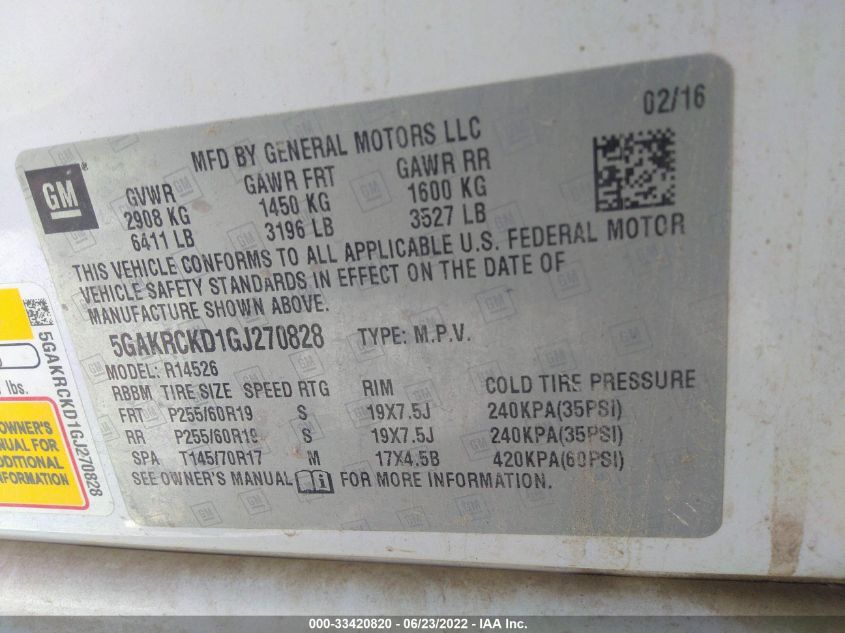 02/16
MFD BY GENERAL MOTORS LLC
GM
GVWR GAWR FRT GAWR RR
2908 KG 1450 KG 1600 KG
6411 LB 3196 LB 3527 LB
THIS VEHICLE CONFORMS TO ALL APPLICABLE U.S. FEDERAL MOTOR
VEHICLE SAFETY STANDARDS IN EFFECT ON THE DATE OF
MANUFACTURE SHOWN ABOVE.
5GAKRCKD1GJ270828 TYPE: M.P.V.
MODEL: R14526
RBBM TIRE SIZE SPEED RTG RIM COLD TIRE PRESSURE
FRT P255/60R19 S 19X7.5J 240KPA(35PSI)
RR P255/60R19 S 19X7.5J 240KPA(35PSI)
SPA T145/70R17 M 17X4.5B 420KPA(60PSI)
SEE OWNER'S MANUAL FOR MORE INFORMATION.
5GAKRCKD1GJ270828
lbs.
OWNER'S
MANUAL FOR
ADDITIONAL
INFORMATION
000-33420820 - 06/23/2022 - IAA Inc.